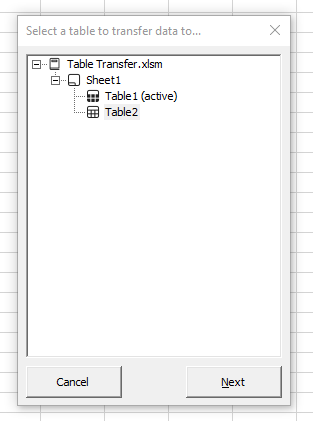 Select a table to transfer data to...
Table Transfer.xlsm
Sheet1
Table1 (active)
Table2
Cancel
Next